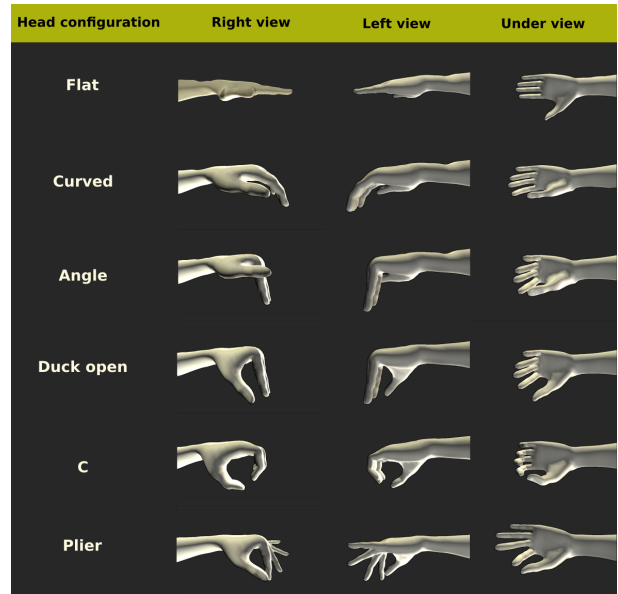 Head configuration Right view Left view Under view
Flat
Curved
Angle
Duck open
C
Plier